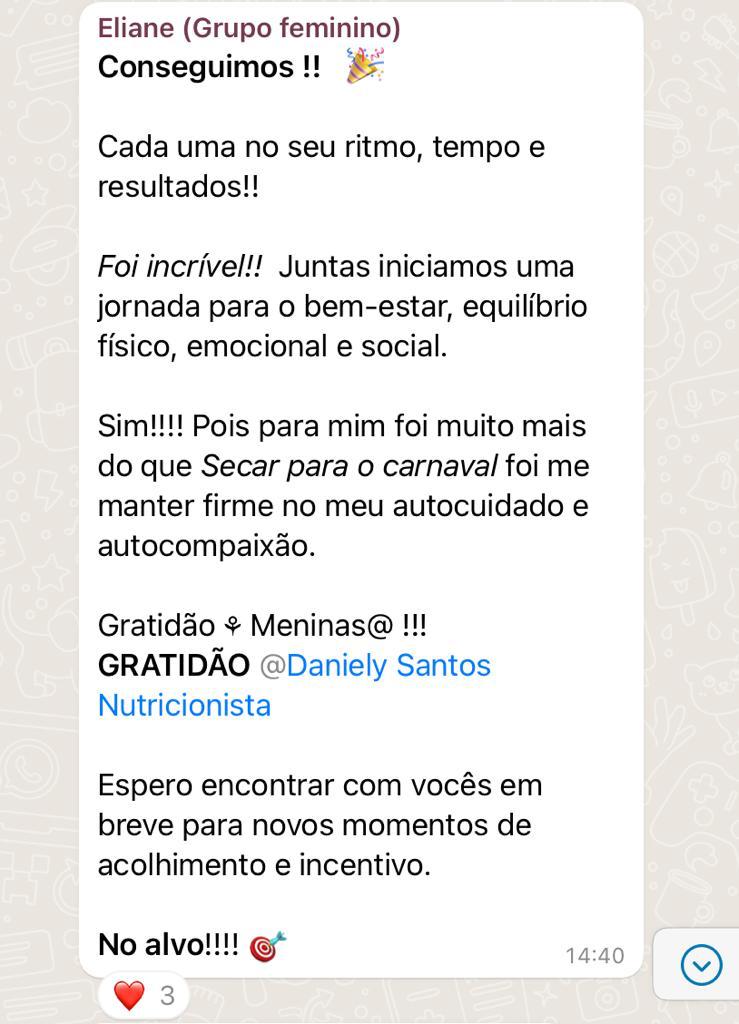 Eliane (Grupo feminino)
Conseguimos !! 🎉
Cada uma no seu ritmo, tempo e
resultados!!
Foi incrível!! Juntas iniciamos uma
jornada para o bem-estar, equilíbrio
físico, emocional e social.
Sim!!!! Pois para mim foi muito mais
do que Secar para o carnaval foi me
manter firme no meu autocuidado e
autocompaixão.
Gratidão ⚘ Meninas@ !!!
GRATIDÃO @Daniely Santos
Nutricionista
Espero encontrar com vocês em
breve para novos momentos de
acolhimento e incentivo.
No alvo!!!! 🎯
14:40
❤️ 3